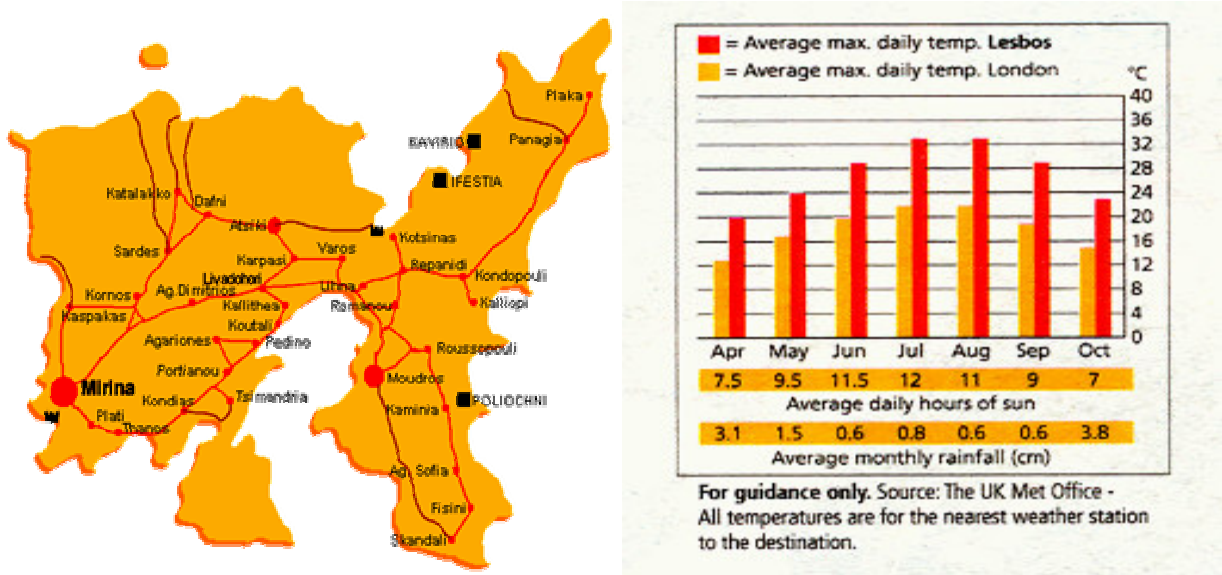 Plaka
Panagia
IFESTIA
Katalakko
Dafni
Atsiki
Kotsinas
Sardes
Varos
Karpasi
Repanidi
Livadohori
Kondopouli
Kornos
Ag.Dimitrios
Kallithea
Kalliopi
Kaspakas
Koutali
Agariones
Pedino
Roussopouli
Portianou
Moudros
Mirina
Kondias
Tsimandria
POLIOCHNI
Plati
Kaminia
Thanos
Ag. Sofia
Fisini
Skandali
= Average max. daily temp. Lesbos
= Average max. daily temp. London
°C
40
36
32
28
24
20
16
12
8
4
0
Apr May Jun Jul Aug Sep Oct
7.5 9.5 11.5 12 11 9 7
Average daily hours of sun
3.1 1.5 0.6 0.8 0.6 0.6 3.8
Average monthly rainfall (cm)
For guidance only. Source: The UK Met Office -
All temperatures are for the nearest weather station
to the destination.